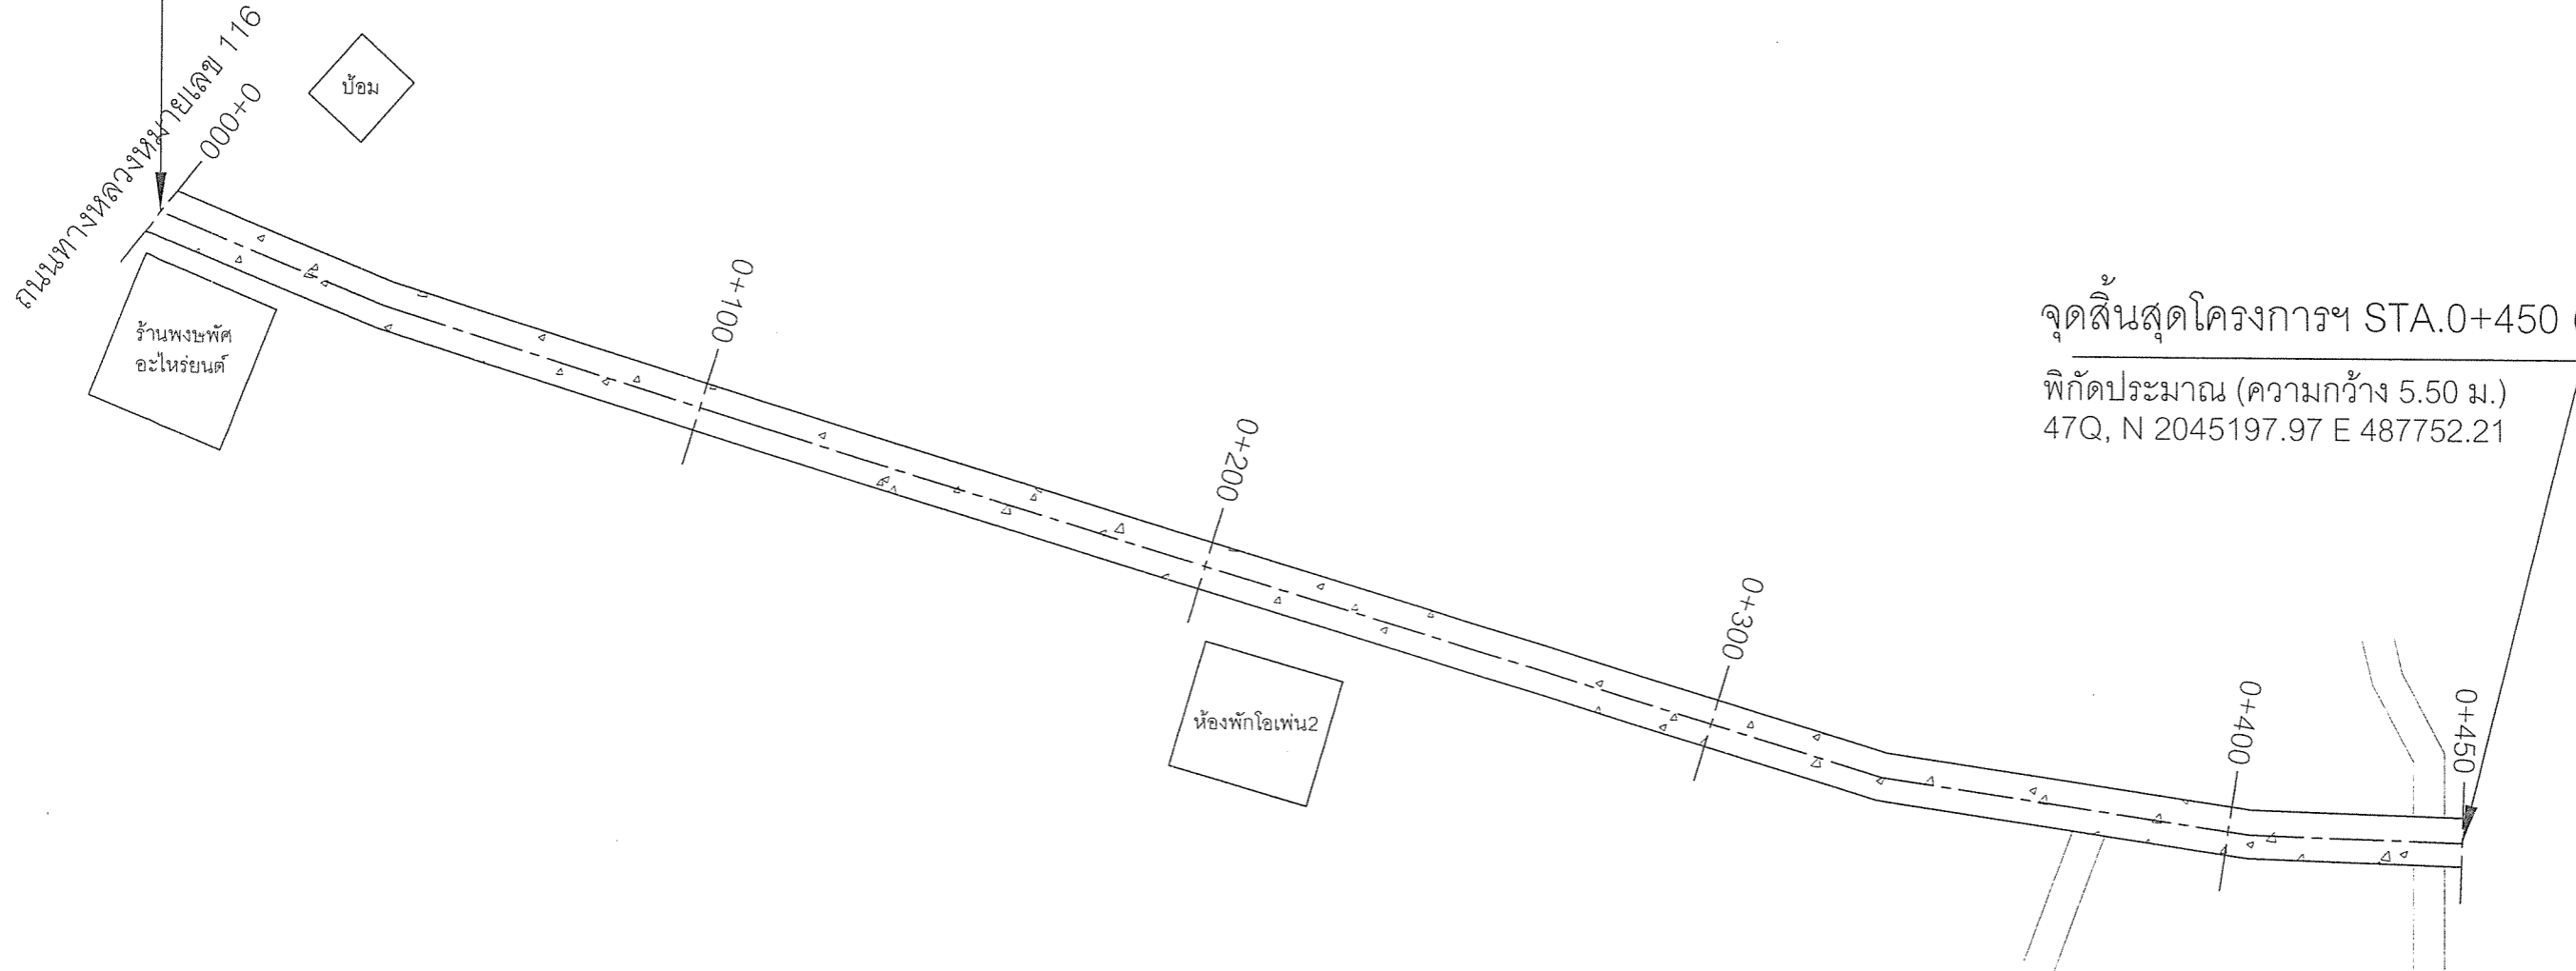 ถนนทางหลวงหมายเลข 116
000+0
ป้อม
ร้านพงษพัศ
อะไหร่ยนต์
0+100
0+200
ห้องพักโอเพ่น2
0+300
0+400
0+450
จุดสิ้นสุดโครงการฯ STA.0+450
พิกัดประมาณ (ความกว้าง 5.50 ม.)
47Q, N 2045197.97 E 487752.21